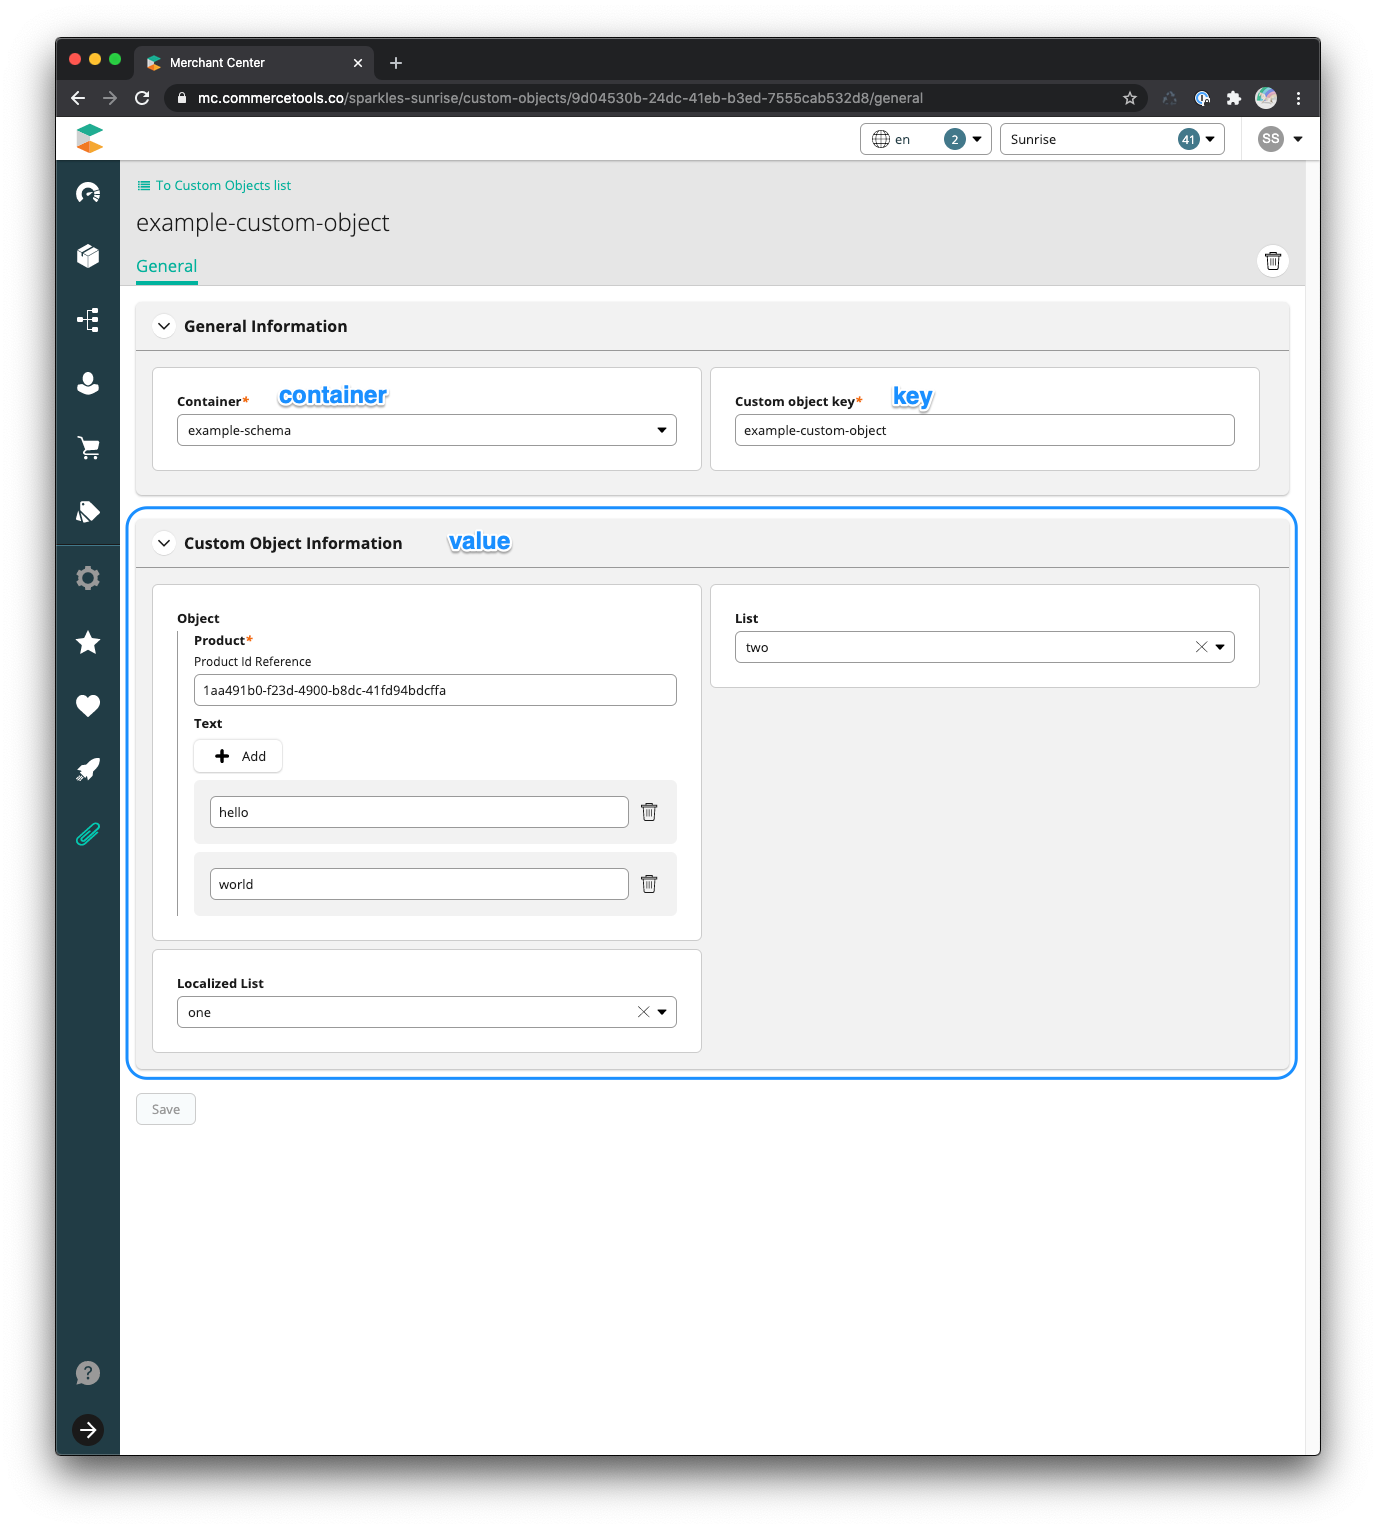 Merchant Center
mc.commercetools.co/sparkles-sunrise/custom-objects/9d04530b-24dc-41eb-b3ed-7555cab532d8/general
en 2
Sunrise 41
SS
To Custom Objects list
example-custom-object
General
General Information
Container* container
example-schema
Custom object key* key
example-custom-object
Custom Object Information value
Object
Product*
Product Id Reference
1aa491b0-f23d-4900-b8dc-41fd94bdcffa
Text
Add
hello
world
List
two
Localized List
one
Save
?